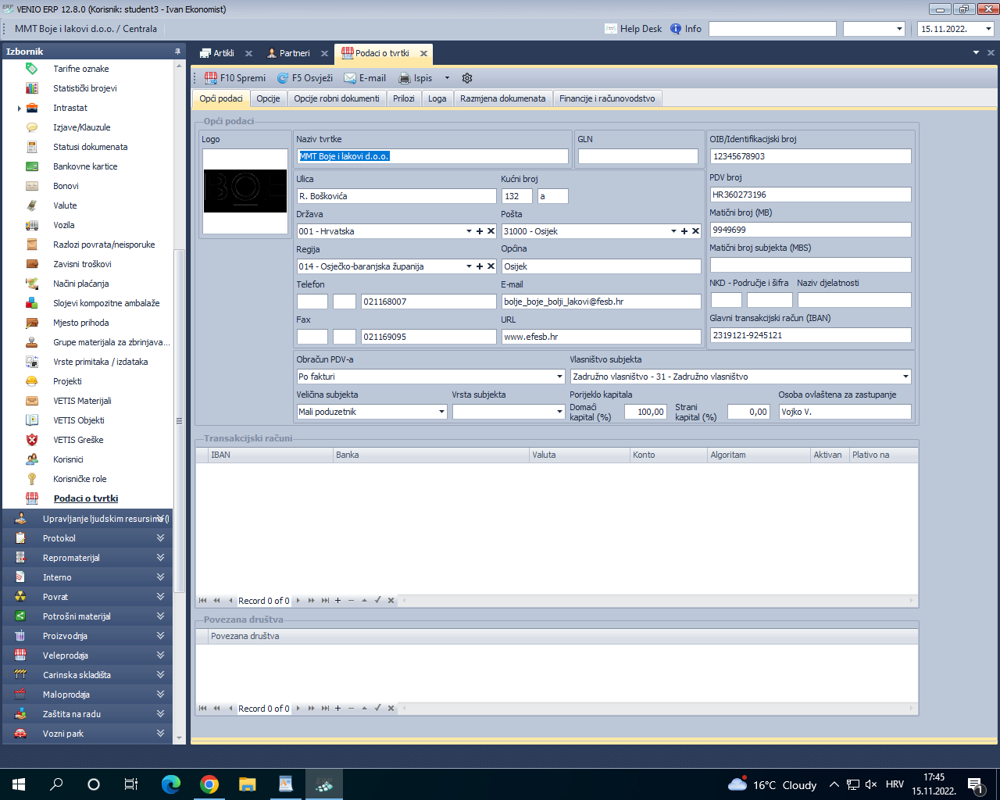 VENIO ERP 12.8.0 (Korisnik: student3 - Ivan Ekonomist)
MMT Boje i lakovi d.o.o. / Centrala
Help Desk
Info
15.11.2022.
Izbornik
Tarifne oznake
Statistički brojevi
Intrastat
Izjave/Klauzule
Statusi dokumenata
Bankovne kartice
Bonovi
Valute
Vozila
Razlozi povrata/neisporuke
Zavisni troškovi
Načini plaćanja
Slojevi kompozitne ambalaže
Mjesto prihoda
Grupe materijala za zbrinjava...
Vrste primitaka / izdataka
Projekti
VETIS Materijali
VETIS Objekti
VETIS Greške
Korisnici
Korisničke role
Podaci o tvrtki
Upravljanje ljudskim resursima (
Protokol
Repromaterijal
Interno
Povrat
Potrošni materijal
Proizvodnja
Veleprodaja
Carinska skladišta
Maloprodaja
Zaštita na radu
Vozni park
Artikli
Partneri
Podaci o tvrtki
F10 Spremi
F5 Osvježi
E-mail
Ispis
Opći podaci
Opcije
Opcije robni dokumenti
Prilozi
Loga
Razmjena dokumenata
Financije i računovodstvo
Opći podaci
Logo
BOJE
Naziv tvrtke
MMT Boje i lakovi d.o.o.
GLN
OIB/Identifikacijski broj
12345678903
Ulica
R. Boškovića
Kućni broj
132
a
PDV broj
HR360273196
Država
001 - Hrvatska
Pošta
31000 - Osijek
Matični broj (MB)
9949699
Regija
014 - Osječko-baranjska županija
Općina
Osijek
Matični broj subjekta (MBS)
Telefon
021168007
E-mail
bolje_boje_bolji_lakovi@fesb.hr
NKD - Područje i šifra
Naziv djelatnosti
Fax
021169095
URL
www.efesb.hr
Glavni transakcijski račun (IBAN)
2319121-9245121
Obračun PDV-a
Po fakturi
Vlasništvo subjekta
Zadružno vlasništvo - 31 - Zadružno vlasništvo
Veličina subjekta
Mali poduzetnik
Vrsta subjekta
Porijeklo kapitala
Domaći
kapital (%)
100,00
Strani
kapital (%)
0,00
Osoba ovlaštena za zastupanje
Vojko V.
Transakcijski računi
IBAN
Banka
Valuta
Konto
Algoritam
Aktivan
Plativo na
Record 0 of 0
Povezana društva
Povezana društva
Record 0 of 0
16°C Cloudy
HRV
17:45
15.11.2022.
1